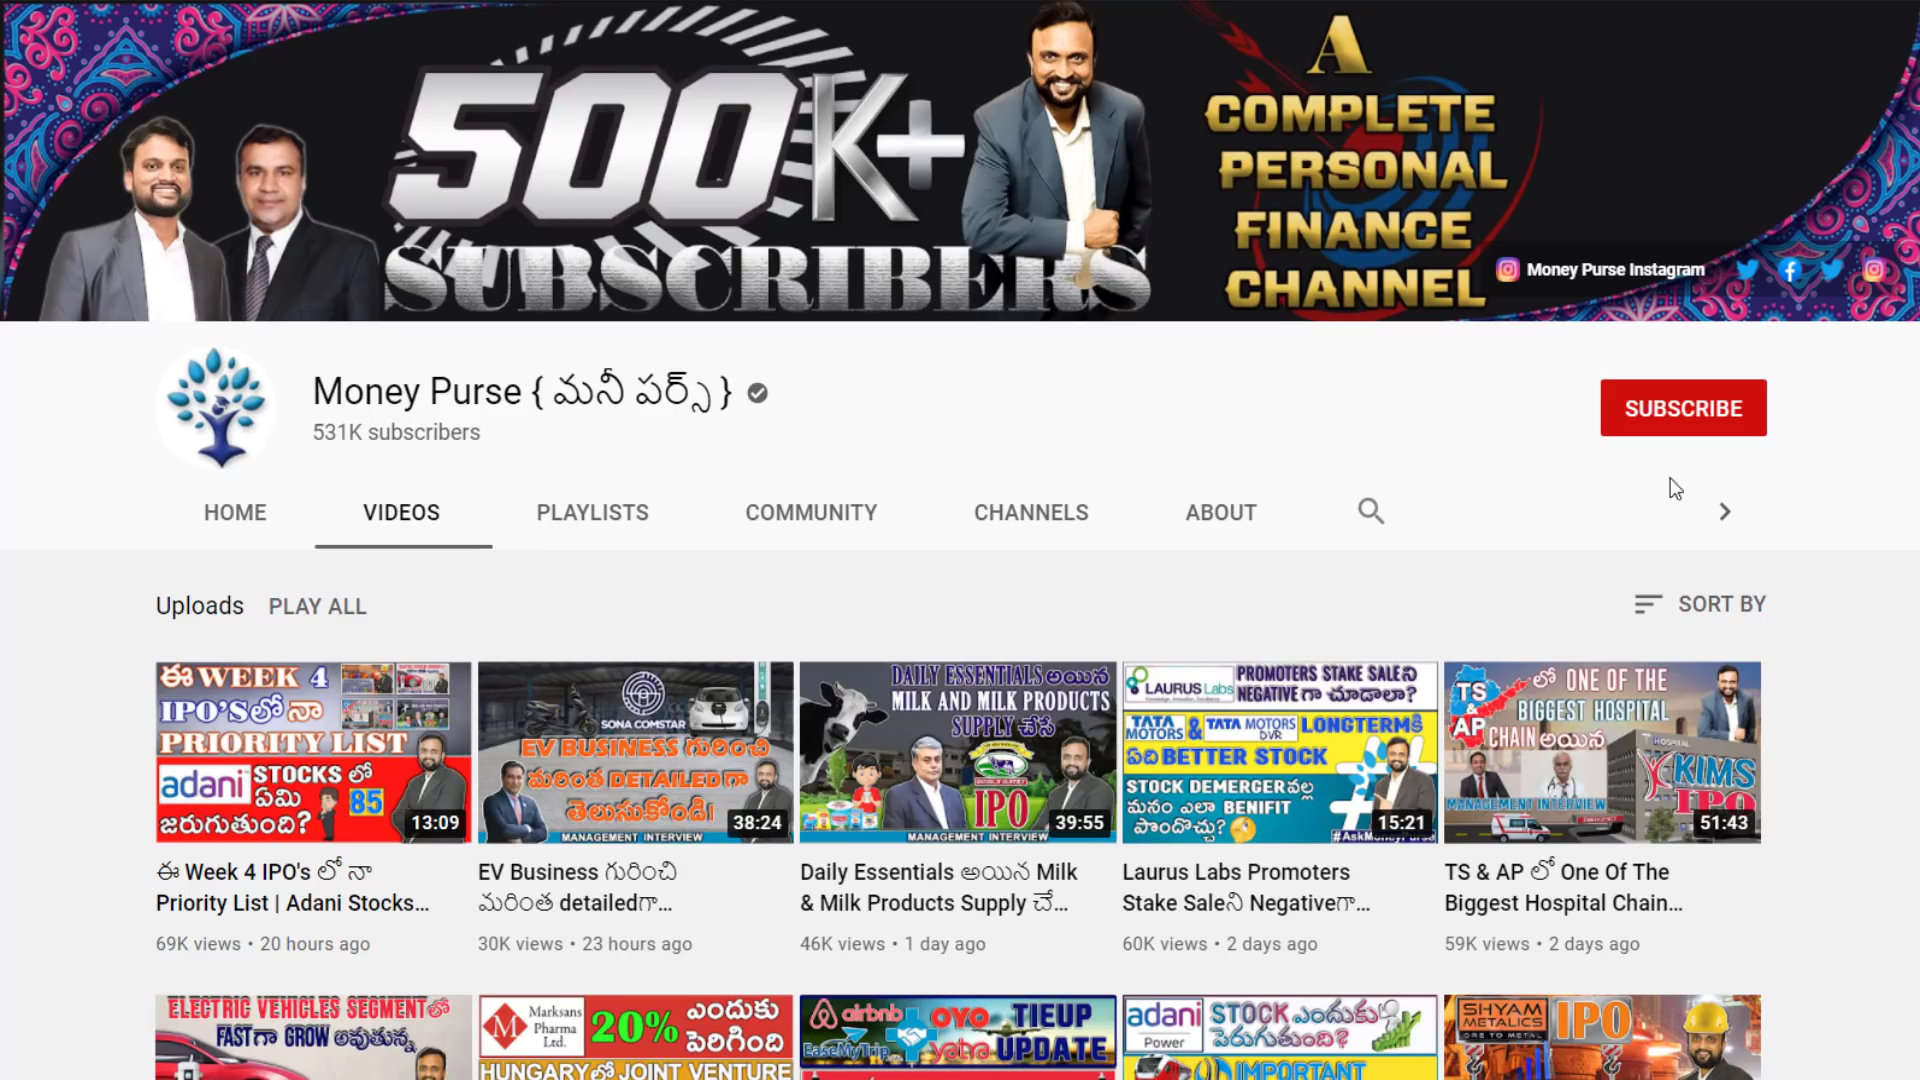 500K+
SUBSCRIBERS
A
COMPLETE
PERSONAL
FINANCE
CHANNEL
Money Purse Instagram
Money Purse { మనీ పర్స్ }
531K subscribers
SUBSCRIBE
HOME
VIDEOS
PLAYLISTS
COMMUNITY
CHANNELS
ABOUT
Uploads
PLAY ALL
SORT BY
ఈ WEEK 4
IPO'S లో నా
PRIORITY LIST
adani
STOCKS లో
ఏమి
85
జరుగుతుంది?
13:09
ఈ Week 4 IPO's లో నా
Priority List | Adani Stocks...
69K views • 20 hours ago
SONA COMSTAR
EV BUSINESS గురించి
మరింత DETAILED గా
తెలుసుకోండి
MANAGEMENT INTERVIEW
38:24
EV Business గురించి
మరింత detailedగా...
30K views • 23 hours ago
DAILY ESSENTIALS అయిన
MILK AND MILK PRODUCTS
SUPPLY చేసే
IPO
MANAGEMENT INTERVIEW
39:55
Daily Essentials అయిన Milk
& Milk Products Supply చే...
46K views • 1 day ago
LAURUS Labs
PROMOTERS STAKE SALE ని
NEGATIVE గా చూడాలా?
TATA MOTORS & TATA MOTORS DVR LONGTERM కి
ఏది BETTER STOCK
STOCK DEMERGER వల్ల
మనం ఎలా BENIFIT
పొందొచ్చు?
#AskMoneyPurse
15:21
Laurus Labs Promoters
Stake Saleని Negativeగా...
60K views • 2 days ago
TS
&
AP
లో ONE OF THE
BIGGEST HOSPITAL
CHAIN అయిన
HOSPITAL
KIMS
IPO
MANAGEMENT INTERVIEW
51:43
TS & AP లో One Of The
Biggest Hospital Chain...
59K views • 2 days ago
ELECTRIC VEHICLES SEGMENT లో
FAST గా GROW అవుతున్న
Marksans
Pharma
Ltd.
20%
ఎందుకు
పెరిగింది
HUNGARY లో JOINT VENTURE
airbnb
EaseMyTrip
OYO
yatra
TIEUP
UPDATE
adani
Power
STOCK ఎందుకు
పెరుగుతుంది?
IMPORTANT
SHYAM
METALICS
ORE TO METAL
IPO